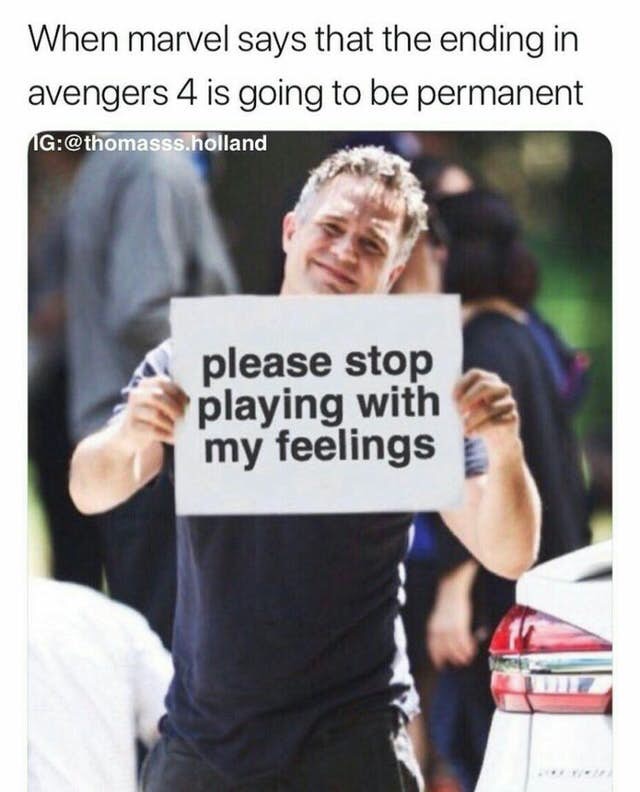 When marvel says that the ending in
avengers 4 is going to be permanent
IG:@thomasss.holland
please stop
playing with
my feelings